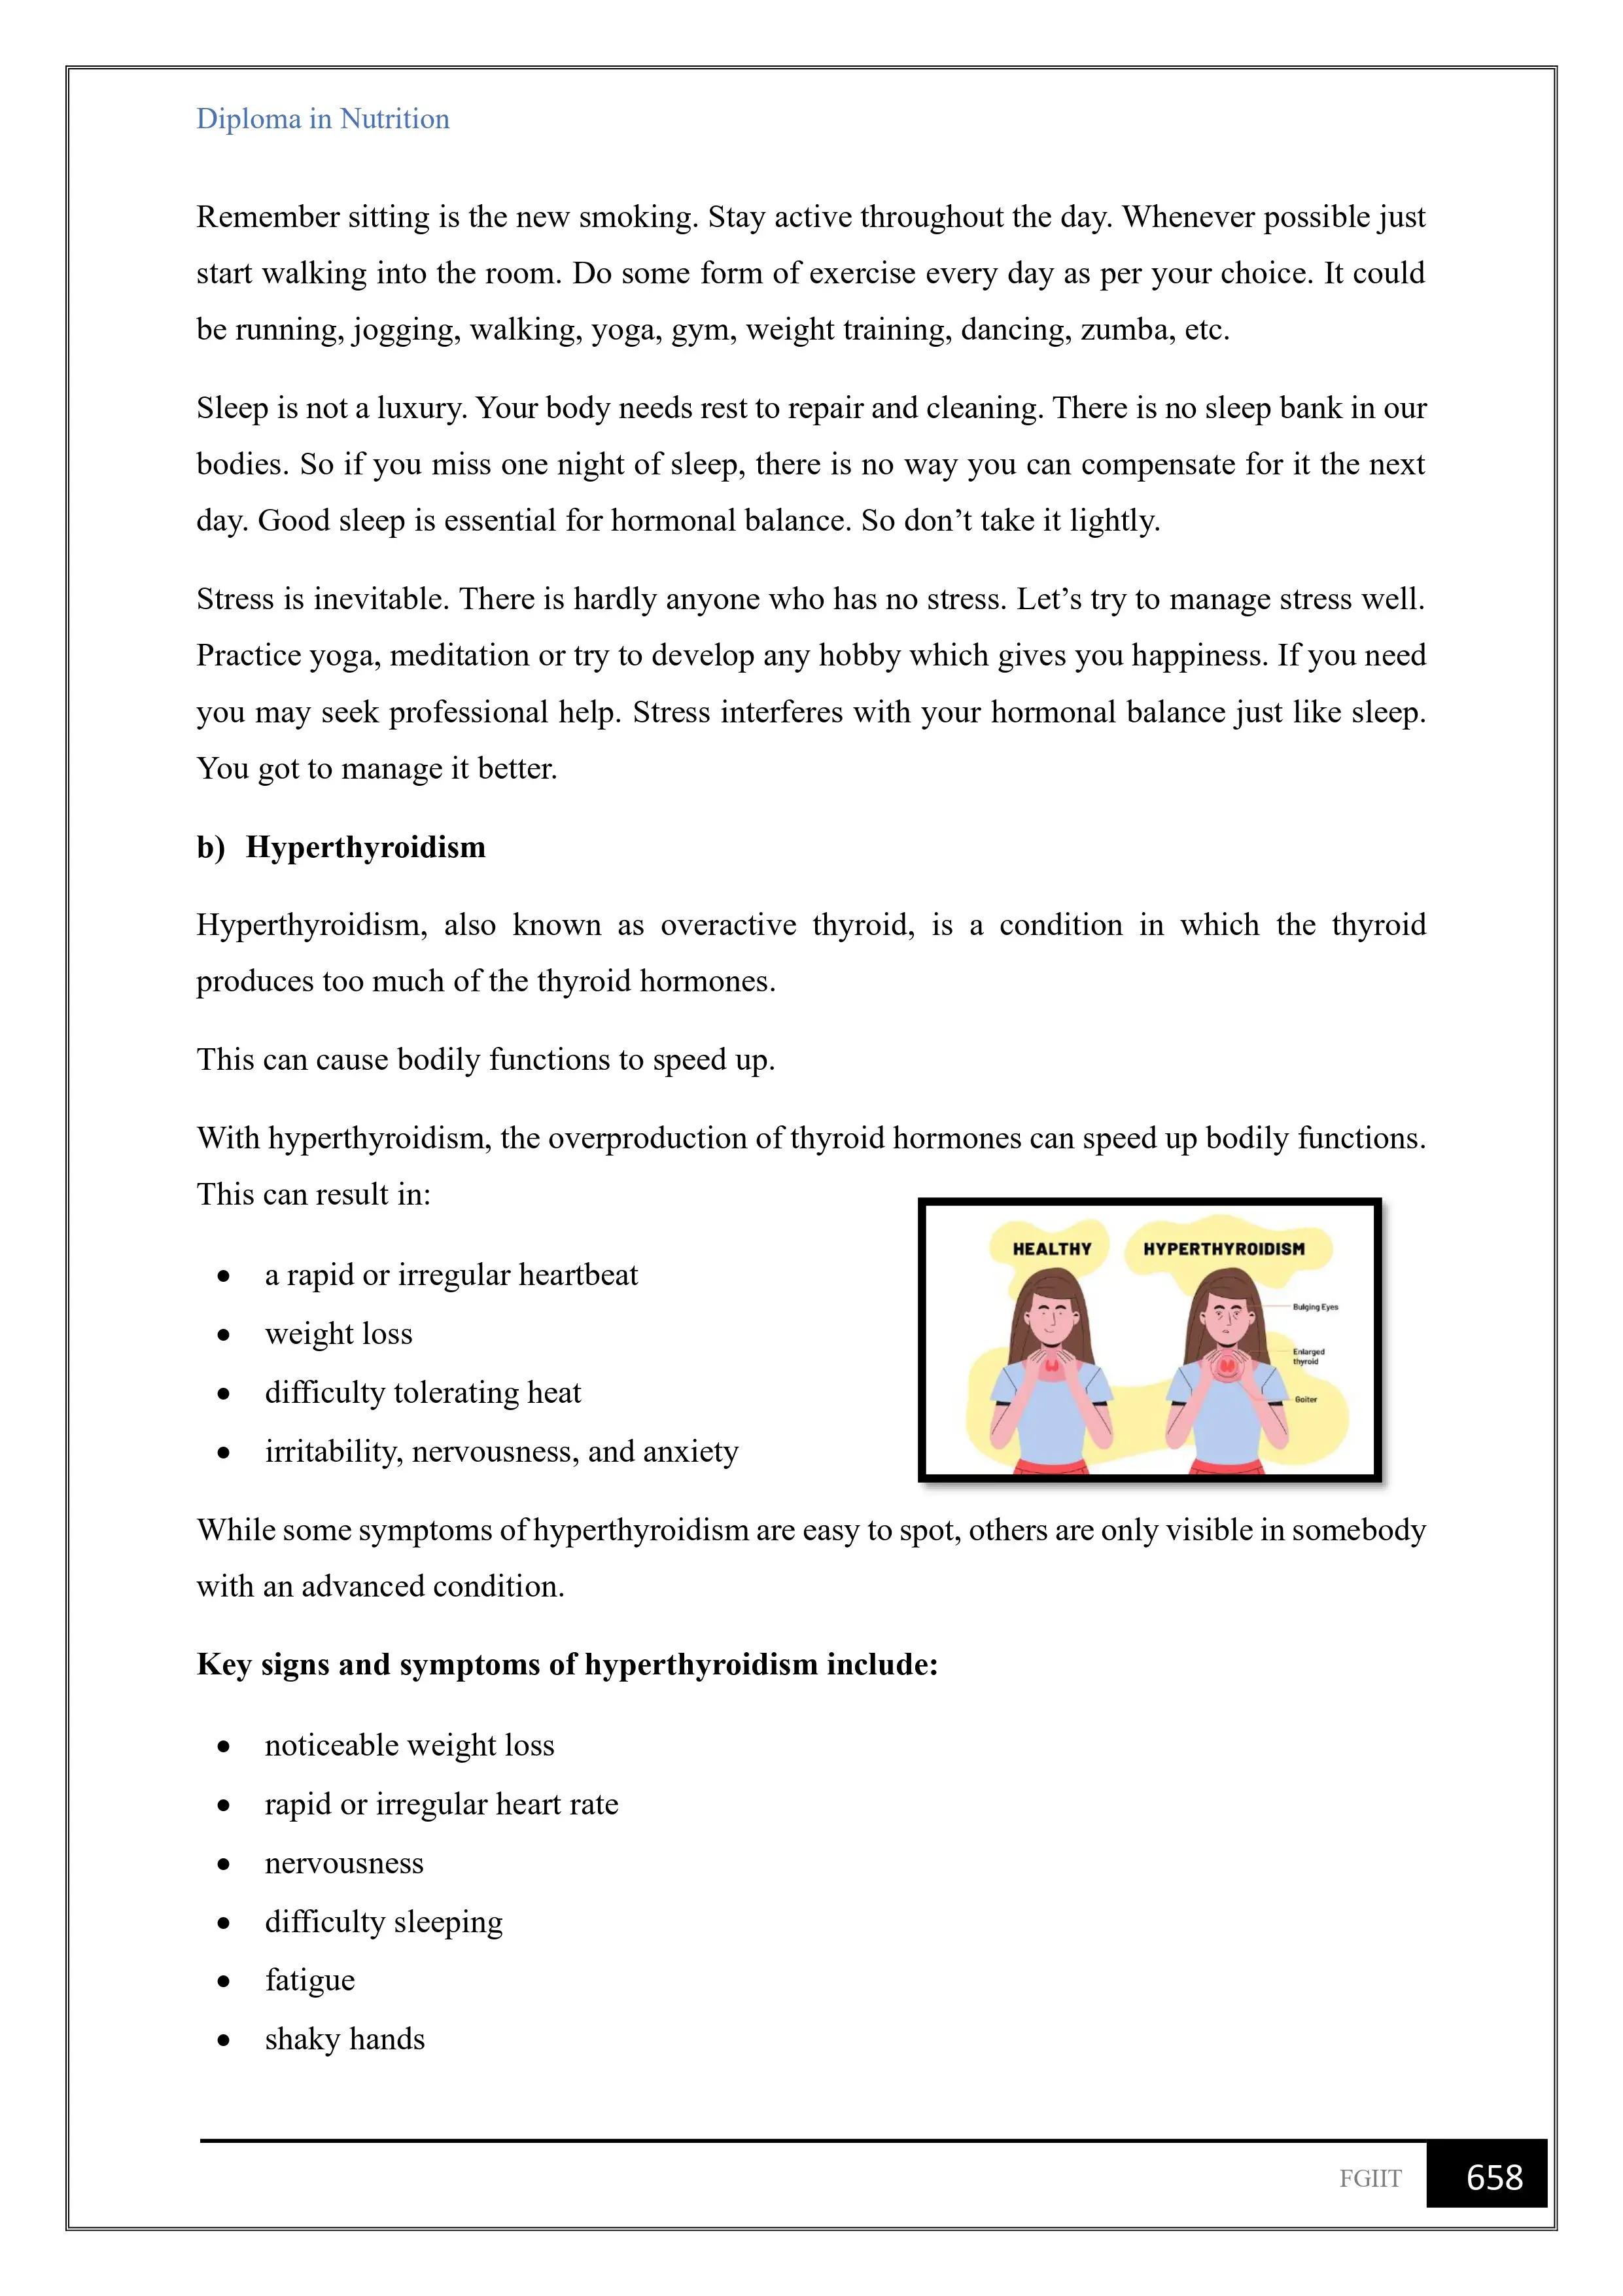 Diploma in Nutrition
Remember sitting is the new smoking. Stay active throughout the day. Whenever possible just
start walking into the room. Do some form of exercise every day as per your choice. It could
be running, jogging, walking, yoga, gym, weight training, dancing, zumba, etc.
Sleep is not a luxury. Your body needs rest to repair and cleaning. There is no sleep bank in our
bodies. So if you miss one night of sleep, there is no way you can compensate for it the next
day. Good sleep is essential for hormonal balance. So don’t take it lightly.
Stress is inevitable. There is hardly anyone who has no stress. Let’s try to manage stress well.
Practice yoga, meditation or try to develop any hobby which gives you happiness. If you need
you may seek professional help. Stress interferes with your hormonal balance just like sleep.
You got to manage it better.
b) Hyperthyroidism
Hyperthyroidism, also known as overactive thyroid, is a condition in which the thyroid
produces too much of the thyroid hormones.
This can cause bodily functions to speed up.
With hyperthyroidism, the overproduction of thyroid hormones can speed up bodily functions.
This can result in:
• a rapid or irregular heartbeat
• weight loss
• difficulty tolerating heat
• irritability, nervousness, and anxiety
HEALTHY
HYPERTHYROIDISM
Bulging Eyes
Enlarged
thyroid
Goiter
While some symptoms of hyperthyroidism are easy to spot, others are only visible in somebody
with an advanced condition.
Key signs and symptoms of hyperthyroidism include:
• noticeable weight loss
• rapid or irregular heart rate
• nervousness
• difficulty sleeping
• fatigue
• shaky hands
FGIIT
658